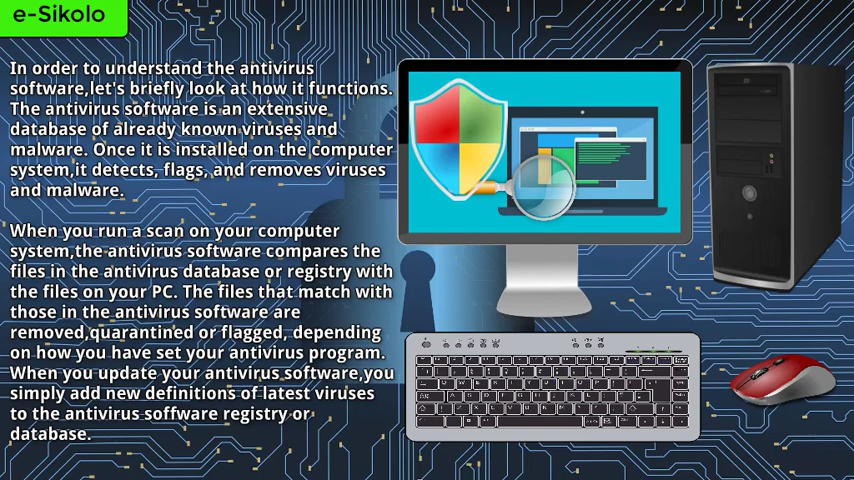 e-Sikolo
In order to understand the antivirus
software,let's briefly look at how it functions.
The antivirus software is an extensive
database of already known viruses and
malware. Once it is installed on the computer
system,it detects, flags, and removes viruses
and malware.
When you run a scan on your computer
system,the antivirus software compares the
files in the antivirus database or registry with
the files on your PC. The files that match with
those in the antivirus software are
removed,quarantined or flagged, depending
on how you have set your antivirus program.
When you update your antivirus software,you
simply add new definitions of latest viruses
to the antivirus soffware registry or
database.